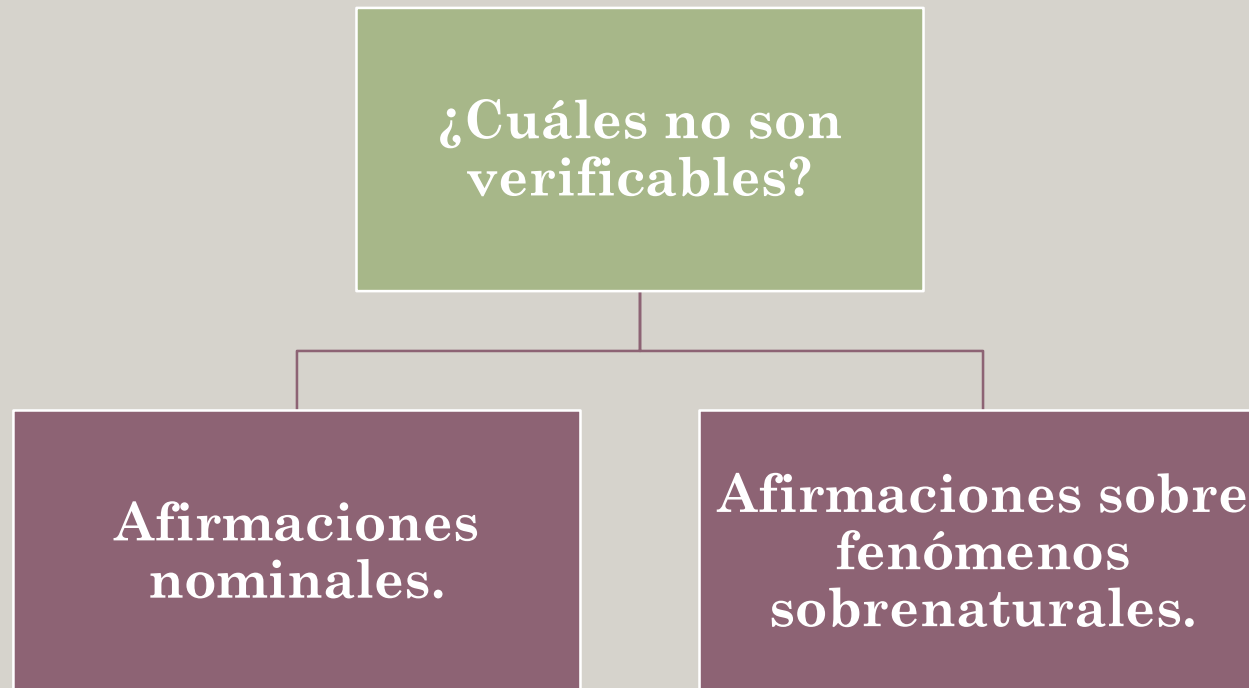 ¿Cuáles no son
verificables?
Afirmaciones
nominales.
Afirmaciones sobre
fenómenos
sobrenaturales.